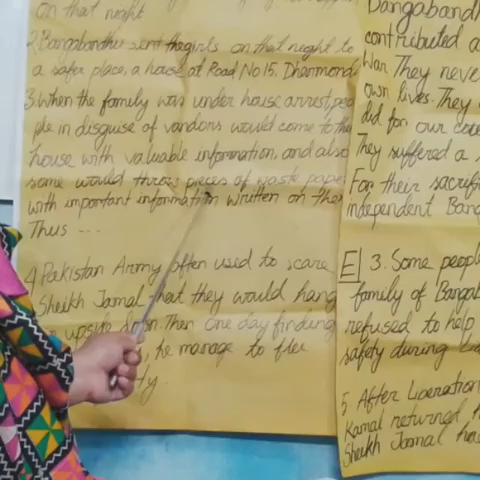 on that night
2. Bangabandhu sent the girls on that night to
a safer place, a house at Road No 15, Dhanmondi
3. When the family was under house arrest, peo
ple in disguise of vandors would come to the
house with valuable information, and also
some would throw pieces of waste paper
with important information written on them
Thus ---
4. Pakistan Army often used to scare
Sheikh Jamal that they would hang
upside down. Then one day finding
, he manage to flee
Bangabandh
contributed a
War. They neve
own lives. They
did for our cou
They suffered a
For their sacrifi
independent Bang
E 3. Some people
family of Bangab
refused to help
safety during
5 After Liberation
Kamal returned
Sheikh Jamal ha